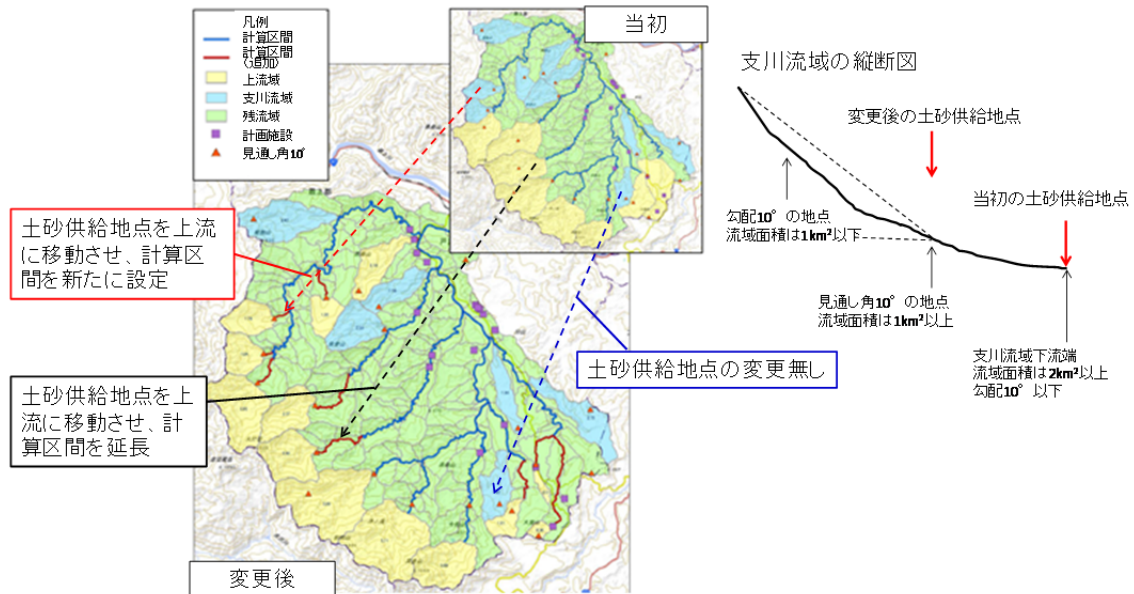 凡例
計算区間
計算区間
(追加)
上流域
支川流域
残流域
計画施設
見通し角10°
当初
土砂供給地点を上流
に移動させ、計算区
間を新たに設定
土砂供給地点を上
流に移動させ、計
算区間を延長
土砂供給地点の変更無し
変更後
支川流域の縦断図
変更後の土砂供給地点
当初の土砂供給地点
勾配10°の地点
流域面積は1km²以下
見通し角10°の地点
流域面積は1km²以上
支川流域下流端
流域面積は2km²以上
勾配10°以下